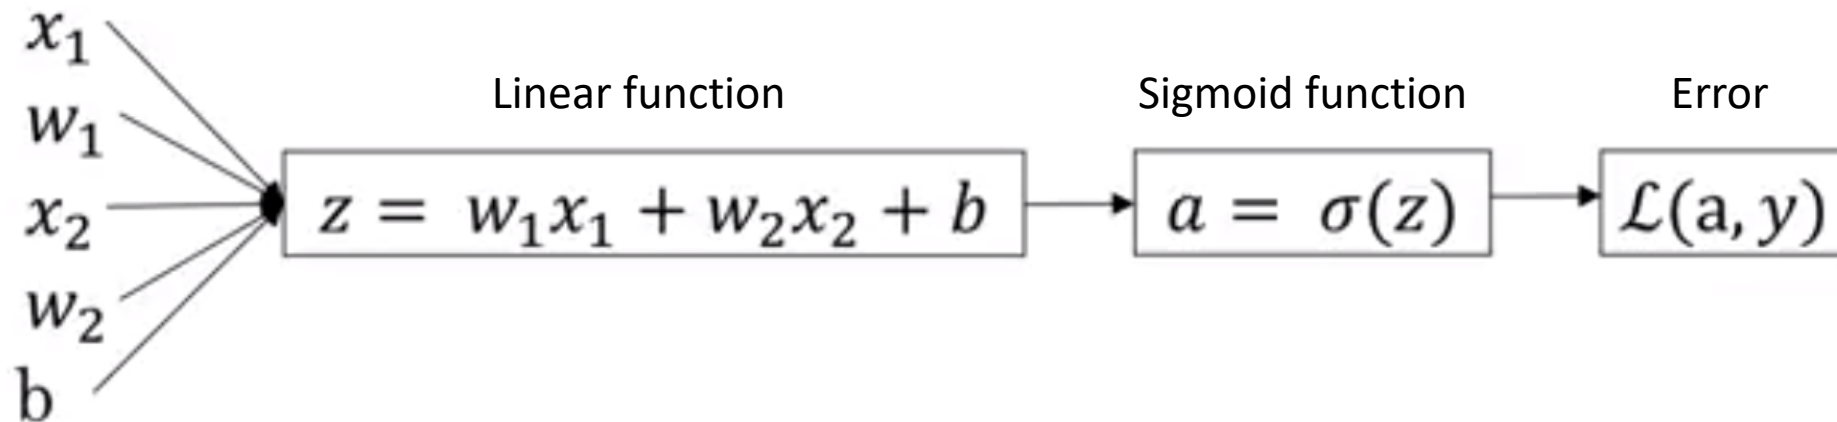 x₁
w₁
x₂
w₂
b
Linear function
z = w₁x₁ + w₂x₂ + b
Sigmoid function
a = σ(z)
Error
ℒ(a, y)